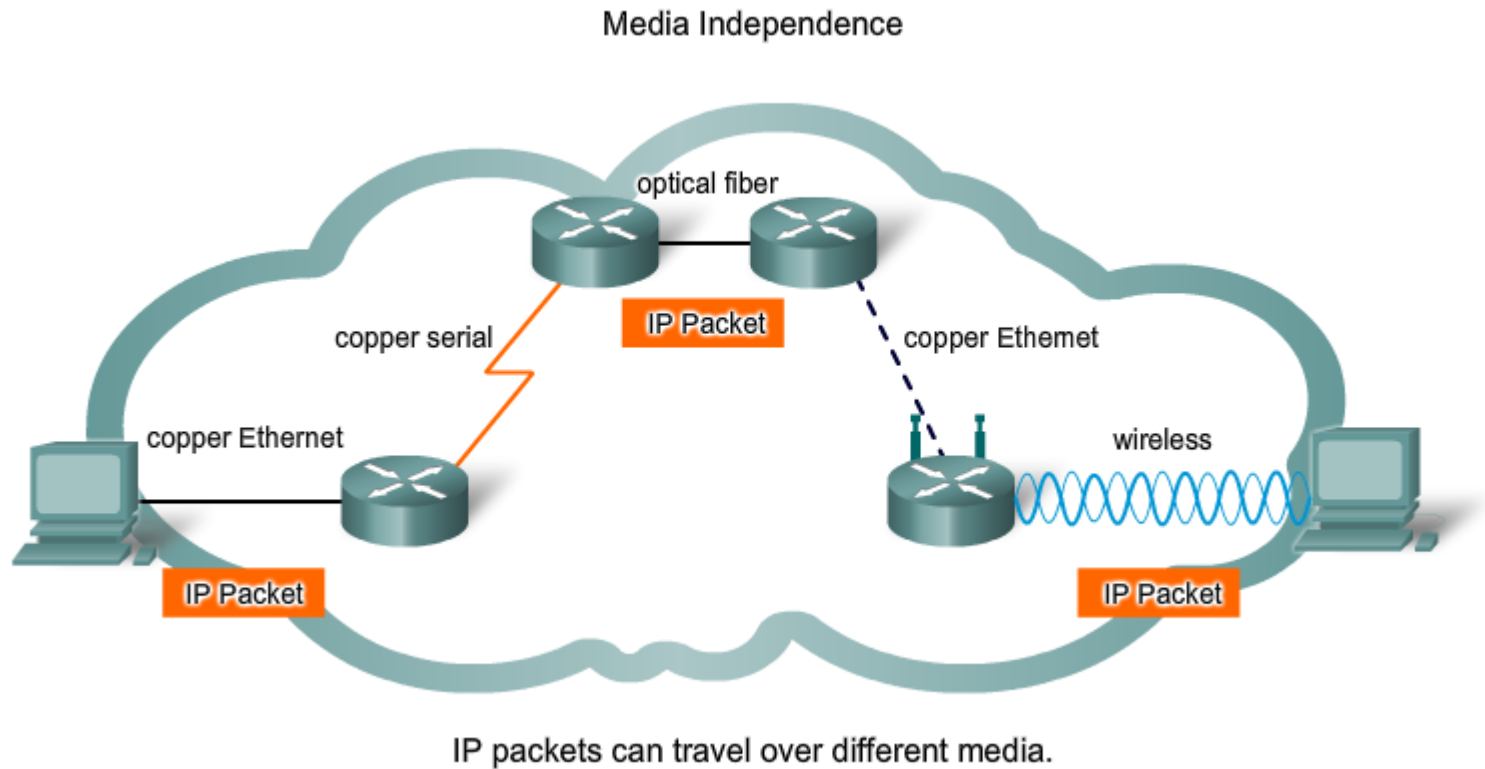 Media Independence
optical fiber
IP Packet
copper serial
copper Ethernet
copper Ethernet
wireless
IP Packet
IP Packet
IP packets can travel over different media.